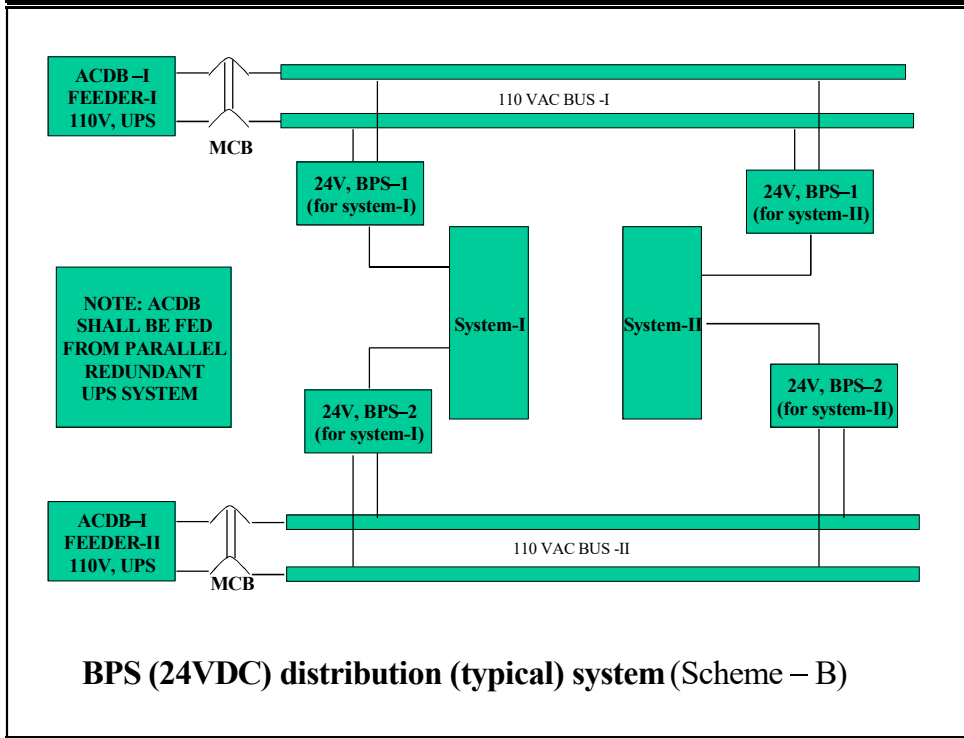 ACDB –I
FEEDER-I
110V, UPS
MCB
110 VAC BUS -I
24V, BPS–1
(for system-I)
24V, BPS–1
(for system-II)
NOTE: ACDB
SHALL BE FED
FROM PARALLEL
REDUNDANT
UPS SYSTEM
System-I
System-II
24V, BPS–2
(for system-I)
24V, BPS–2
(for system-II)
ACDB–I
FEEDER-II
110V, UPS
MCB
110 VAC BUS -II
BPS (24VDC) distribution (typical) system (Scheme – B)